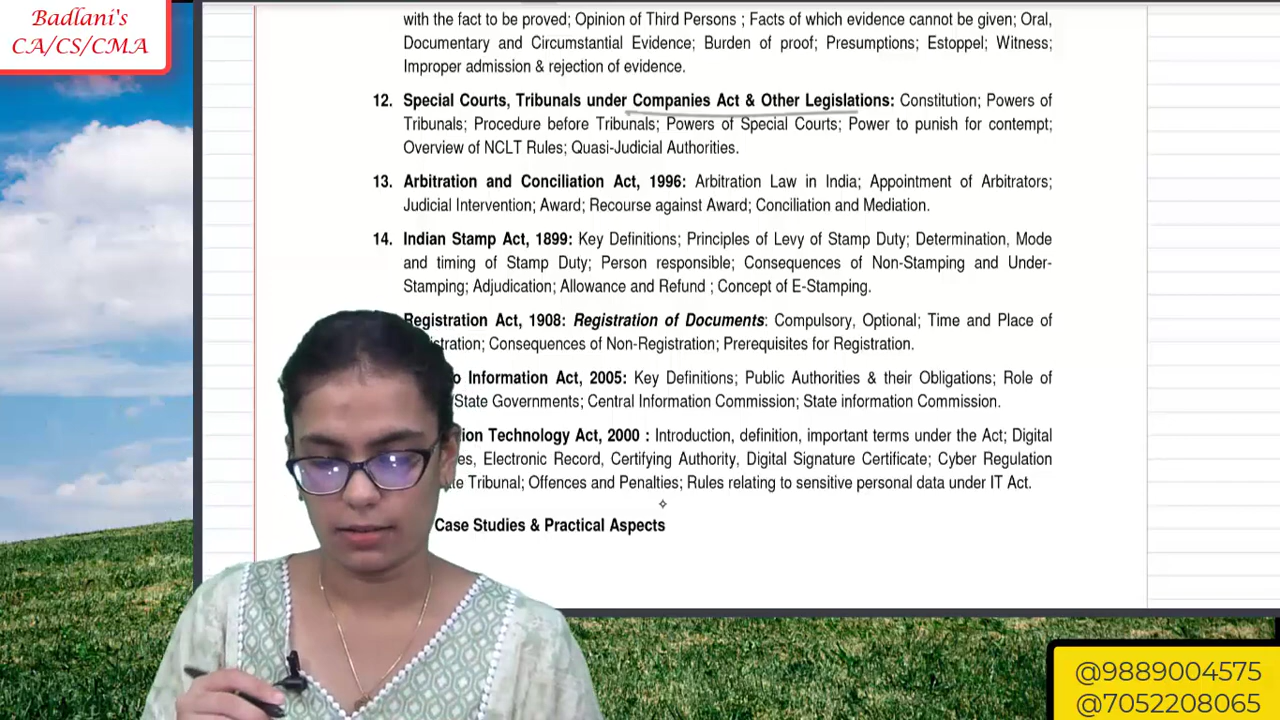 Badlani's
CA/CS/CMA
with the fact to be proved; Opinion of Third Persons ; Facts of which evidence cannot be given; Oral,
Documentary and Circumstantial Evidence; Burden of proof; Presumptions; Estoppel; Witness;
Improper admission & rejection of evidence.
12. Special Courts, Tribunals under Companies Act & Other Legislations: Constitution; Powers of
Tribunals; Procedure before Tribunals; Powers of Special Courts; Power to punish for contempt;
Overview of NCLT Rules; Quasi-Judicial Authorities.
13. Arbitration and Conciliation Act, 1996: Arbitration Law in India; Appointment of Arbitrators;
Judicial Intervention; Award; Recourse against Award; Conciliation and Mediation.
14. Indian Stamp Act, 1899: Key Definitions; Principles of Levy of Stamp Duty; Determination, Mode
and timing of Stamp Duty; Person responsible; Consequences of Non-Stamping and Under-
Stamping; Adjudication; Allowance and Refund ; Concept of E-Stamping.
Registration Act, 1908: Registration of Documents: Compulsory, Optional; Time and Place of
Consequences of Non-Registration; Prerequisites for Registration.
Information Act, 2005: Key Definitions; Public Authorities & their Obligations; Role of
/State Governments; Central Information Commission; State information Commission.
Technology Act, 2000 : Introduction, definition, important terms under the Act; Digital
Electronic Record, Certifying Authority, Digital Signature Certificate; Cyber Regulation
Tribunal; Offences and Penalties; Rules relating to sensitive personal data under IT Act.
Case Studies & Practical Aspects
@9889004575
@7052208065